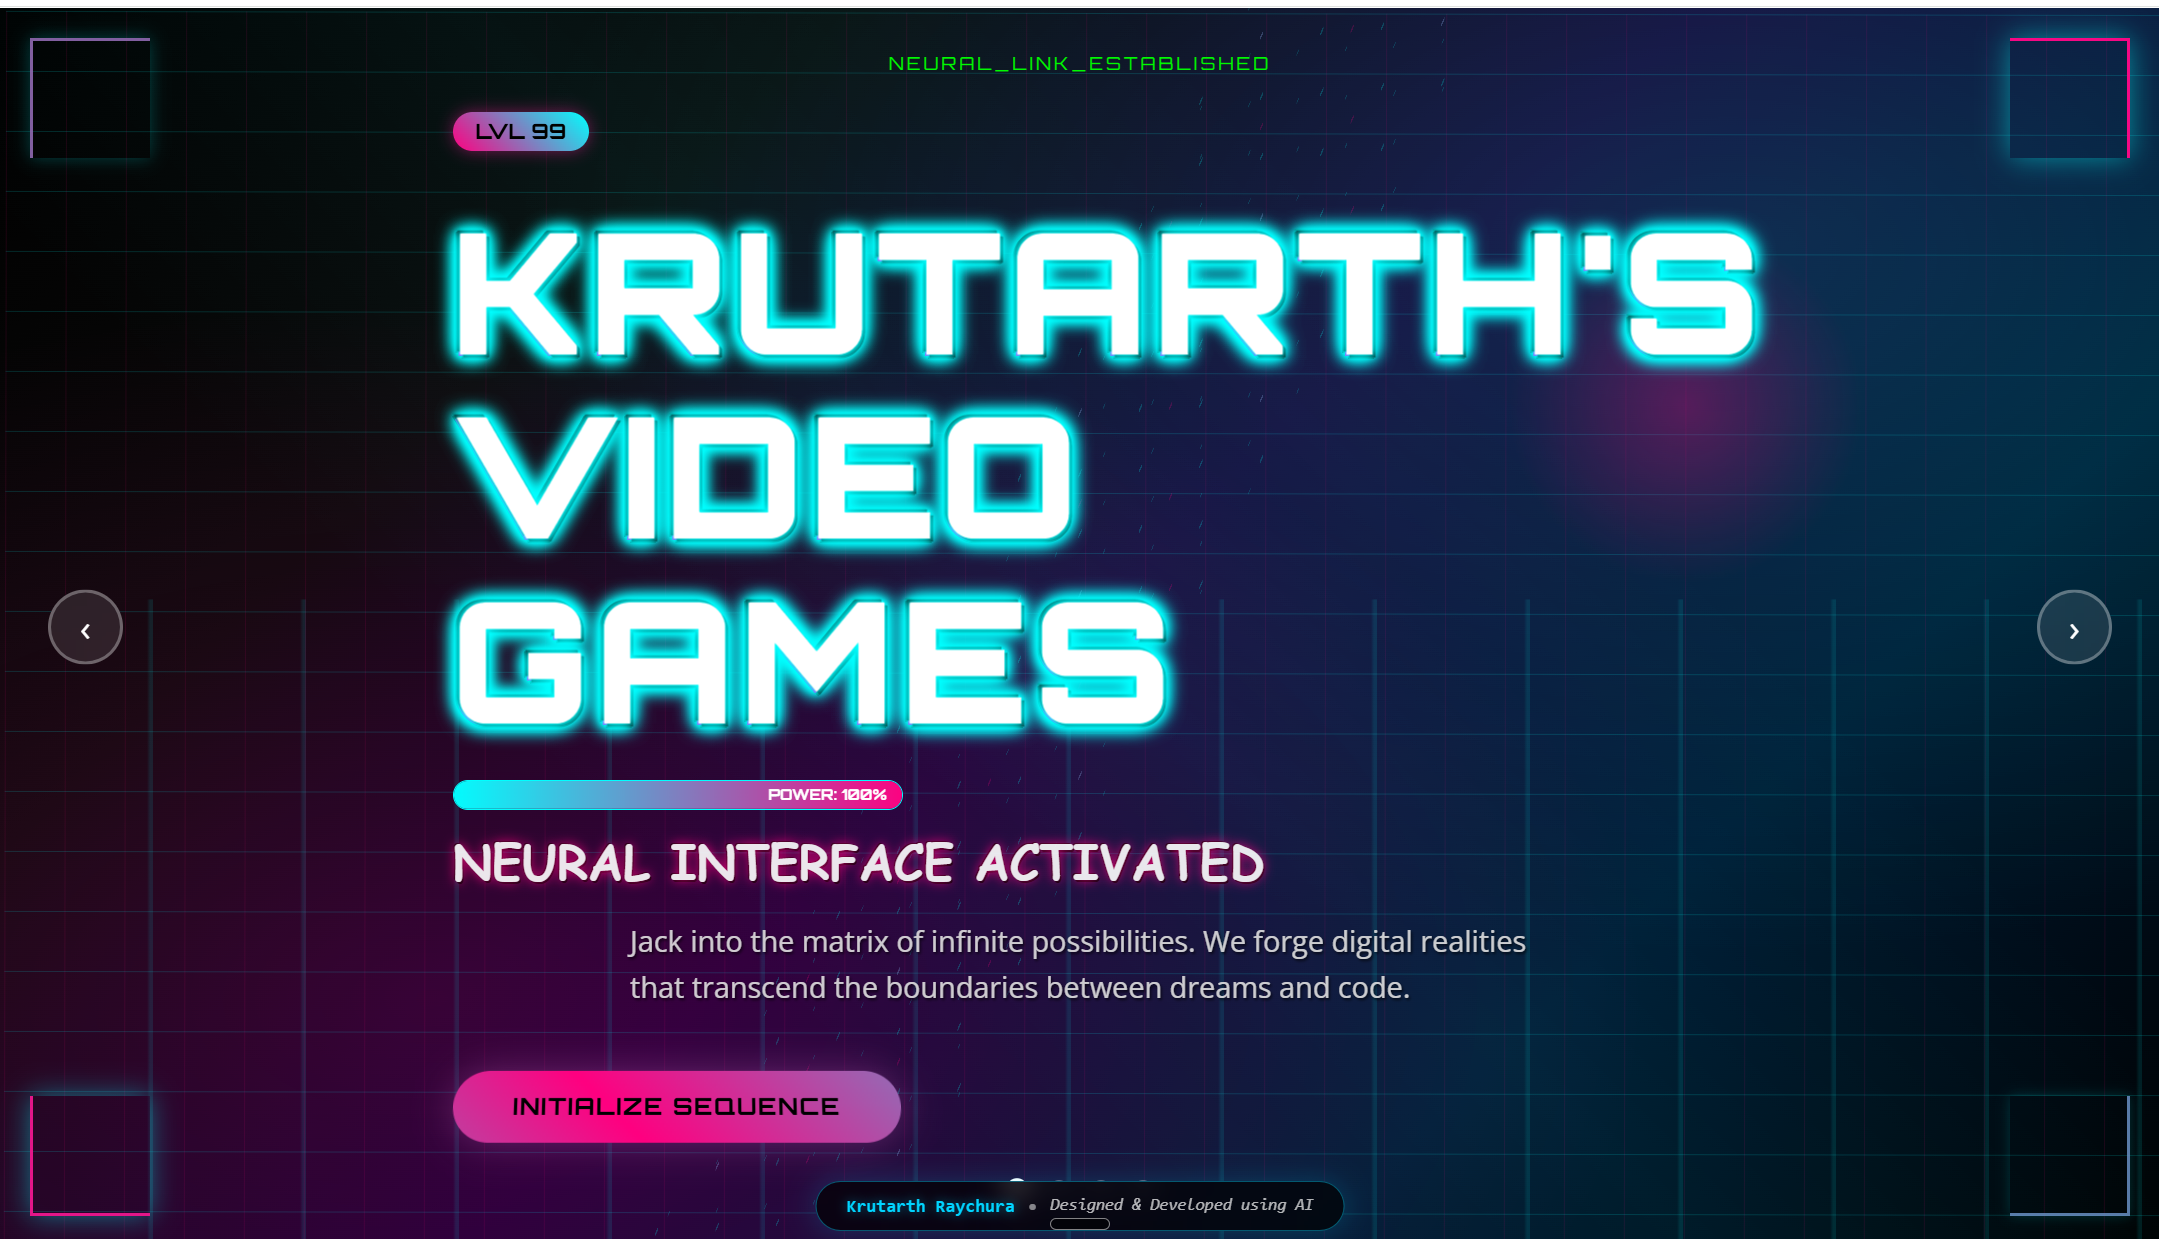 NEURAL_LINK_ESTABLISHED
LVL 99
KRUTARTH'S
VIDEO
GAMES
POWER: 100%
NEURAL INTERFACE ACTIVATED
Jack into the matrix of infinite possibilities. We forge digital realities
that transcend the boundaries between dreams and code.
INITIALIZE SEQUENCE
Krutarth Raychura • Designed & Developed using AI